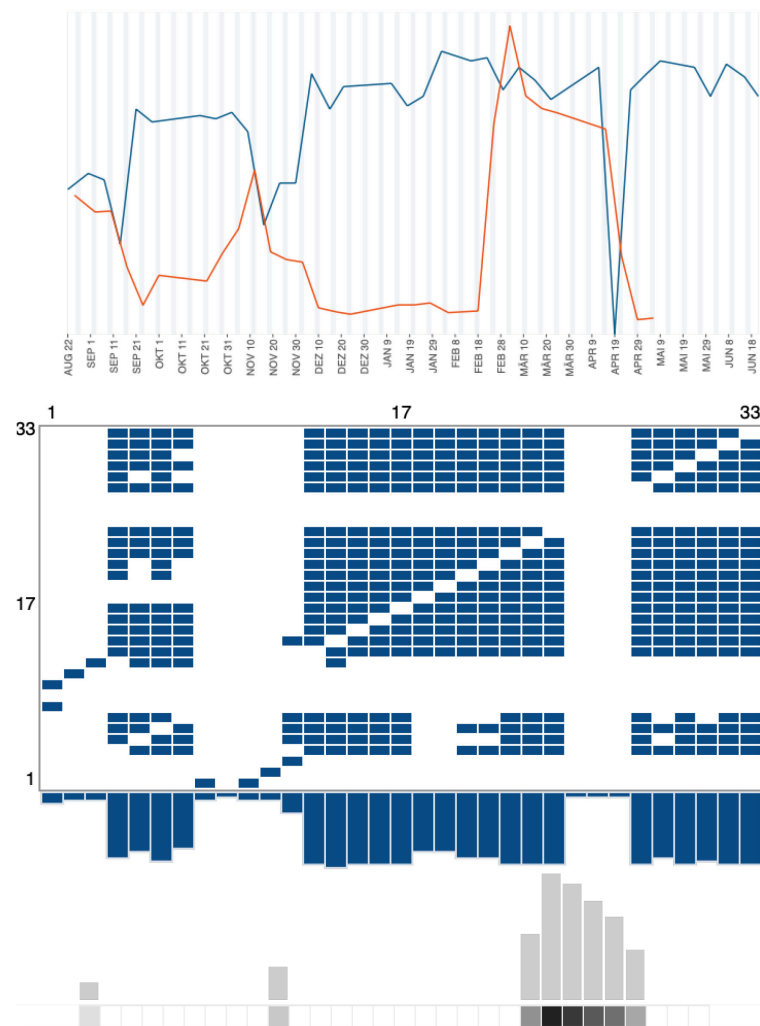 AUG 22
SEP 1
SEP 11
SEP 21
OKT 1
OKT 11
OKT 21
OKT 31
NOV 10
NOV 20
NOV 30
DEZ 10
DEZ 20
DEZ 30
JAN 9
JAN 19
JAN 29
FEB 8
FEB 18
FEB 28
MÄR 10
MÄR 20
MÄR 30
APR 9
APR 19
APR 29
MAI 9
MAI 19
MAI 29
JUN 8
JUN 18
1 17 33
33
17
1